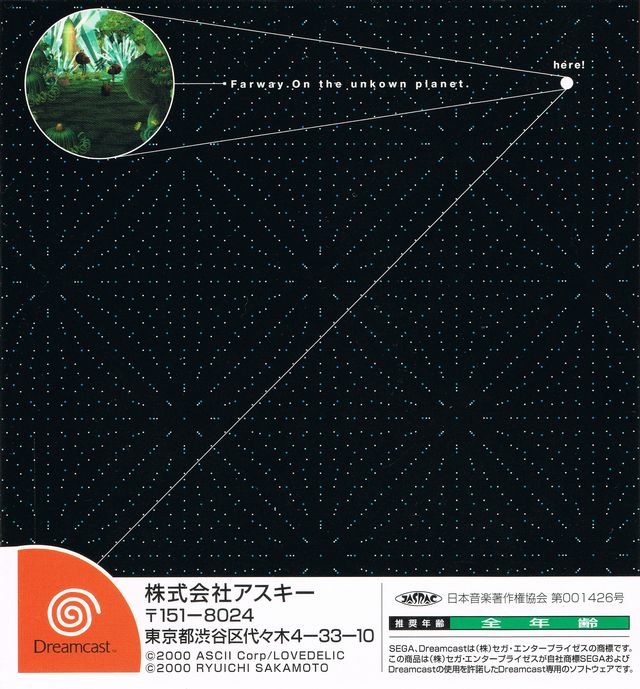 here!
Farway.On the unkown planet.
Dreamcast™
株式会社アスキー
〒151-8024
東京都渋谷区代々木4-33-10
©2000 ASCII Corp/LOVEDELIC
©2000 RYUICHI SAKAMOTO
JASRAC 日本音楽著作権協会 第001426号
推奨年齢 全年齢
SEGA、Dreamcastは(株)セガ・エンタープライゼスの商標です。
この商品は(株)セガ・エンタープライゼスが自社商標SEGAおよび
Dreamcastの使用を許諾したDreamcast専用のソフトウェアです。